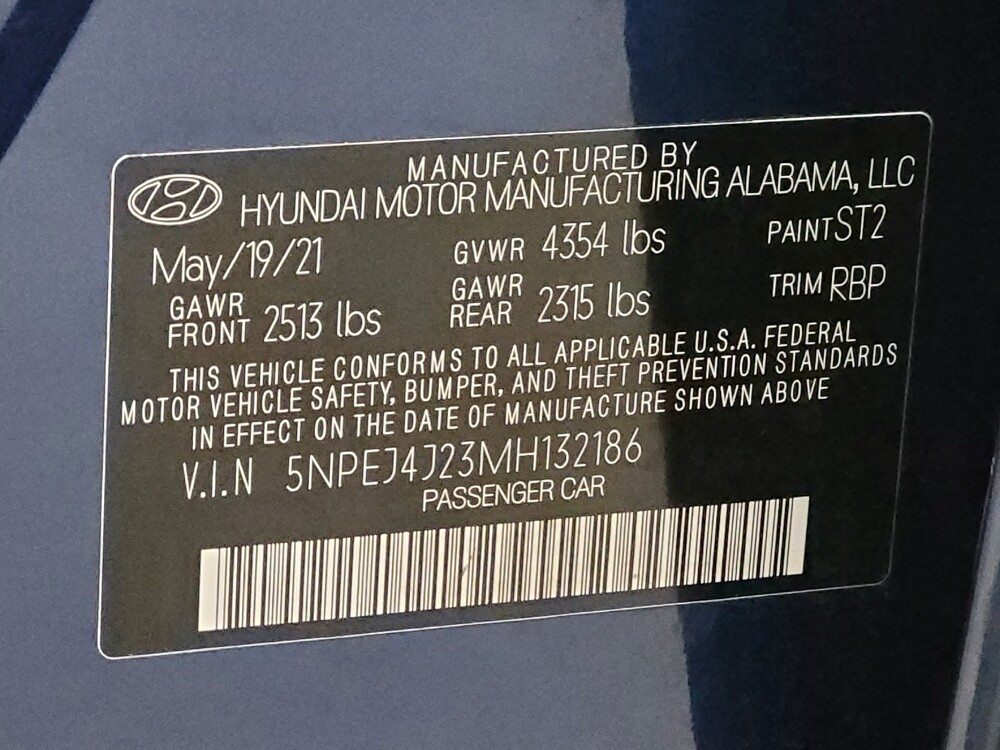 MANUFACTURED BY
HYUNDAI MOTOR MANUFACTURING ALABAMA, LLC
May/19/21 GVWR 4354 lbs PAINT ST2
GAWR FRONT 2513 lbs GAWR REAR 2315 lbs TRIM RBP
THIS VEHICLE CONFORMS TO ALL APPLICABLE U.S.A. FEDERAL
MOTOR VEHICLE SAFETY, BUMPER, AND THEFT PREVENTION STANDARDS
IN EFFECT ON THE DATE OF MANUFACTURE SHOWN ABOVE
V.I.N 5NPEJ4J23MH132186
PASSENGER CAR